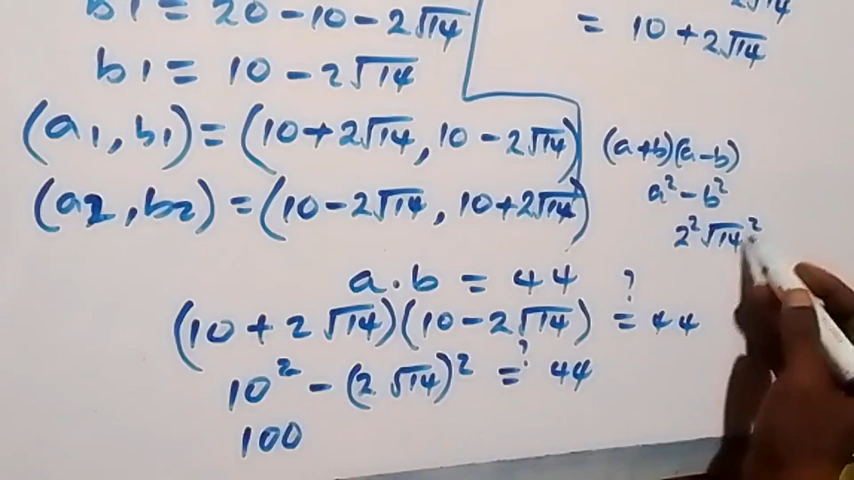 b1 = 20 - 10 - 2√14
b1 = 10 - 2√14
2√14
= 10 + 2√14
(a1, b1) = (10+2√14, 10-2√14)
(a2, b2) = (10-2√14, 10+2√14)
(a+b)(a-b)
a²-b²
2²√14²
a.b = 44
(10 + 2√14)(10-2√14) ?= 44
10² - (2√14)² ?= 44
100